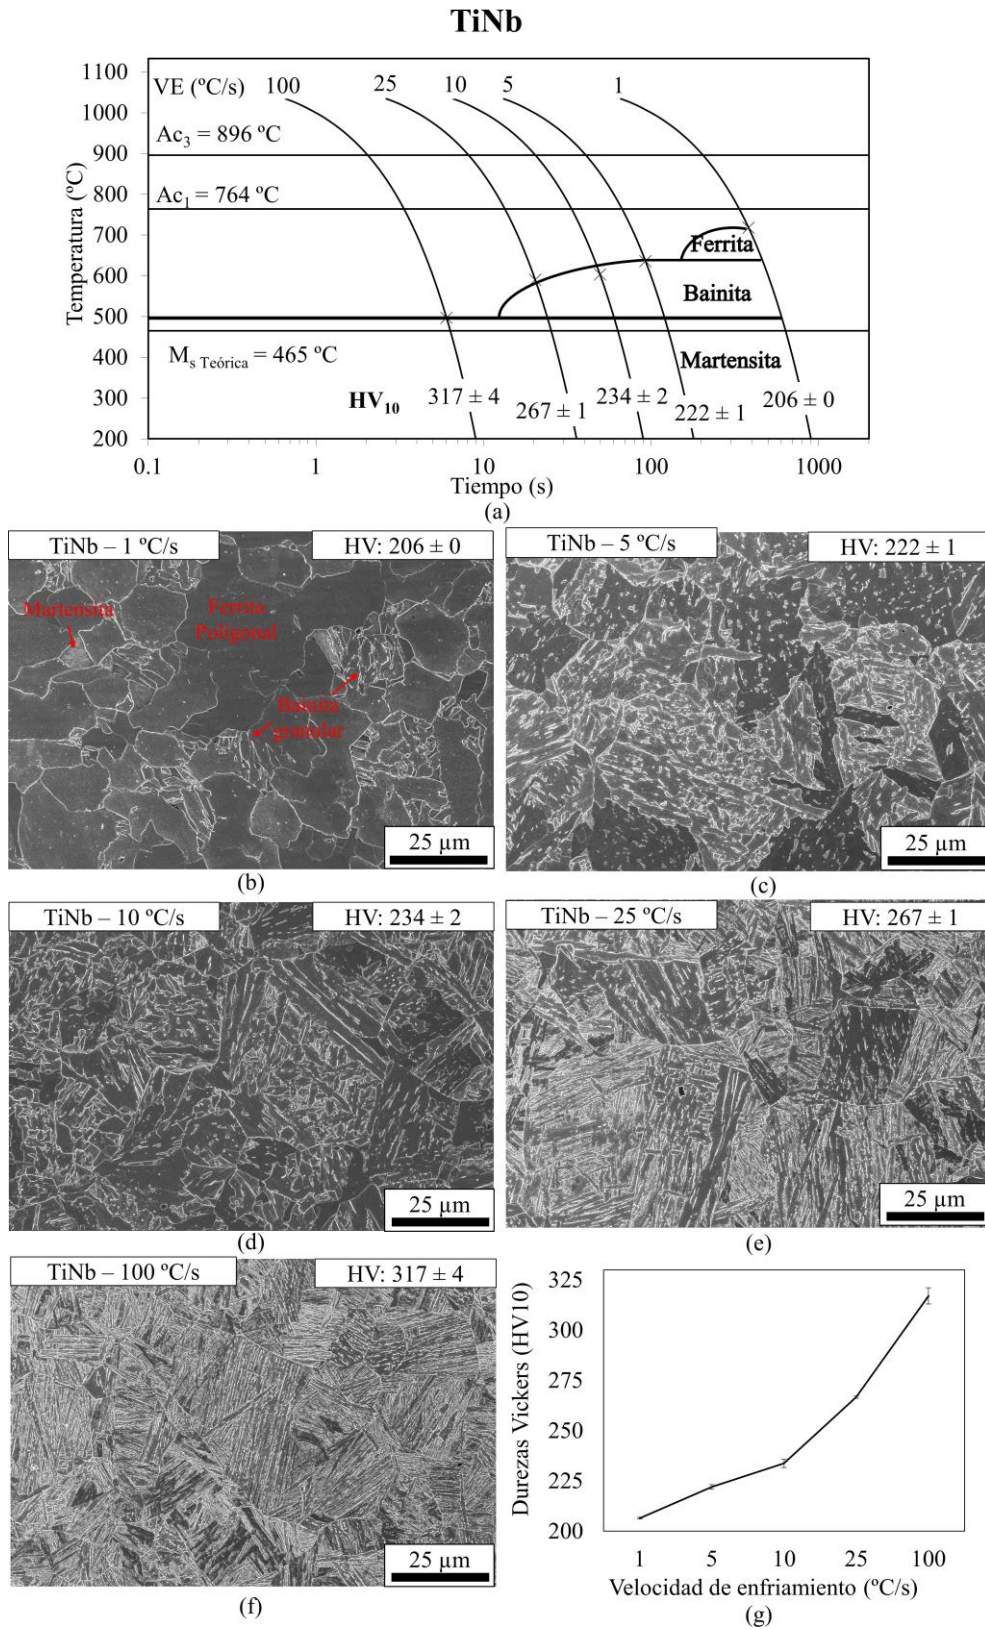 TiNb
1100
1000
900
800
700
600
500
400
300
200
Temperatura (ºC)
VE (ºC/s) 100 25 10 5 1
Ac3 = 896 ºC
Ac1 = 764 ºC
Ferrita
Bainita
Ms Teórica = 465 ºC
Martensita
HV10 317 ± 4 267 ± 1 234 ± 2 222 ± 1 206 ± 0
0.1 1 10 100 1000
Tiempo (s)
(a)
TiNb – 1 ºC/s HV: 206 ± 0
Martensita
Ferrita
Poligonal
Bainita
granular
25 µm
(b)
TiNb – 5 ºC/s HV: 222 ± 1
25 µm
(c)
TiNb – 10 ºC/s HV: 234 ± 2
25 µm
(d)
TiNb – 25 ºC/s HV: 267 ± 1
25 µm
(e)
TiNb – 100 ºC/s HV: 317 ± 4
25 µm
(f)
Durezas Vickers (HV10)
325
300
275
250
225
200
1 5 10 25 100
Velocidad de enfriamiento (ºC/s)
(g)